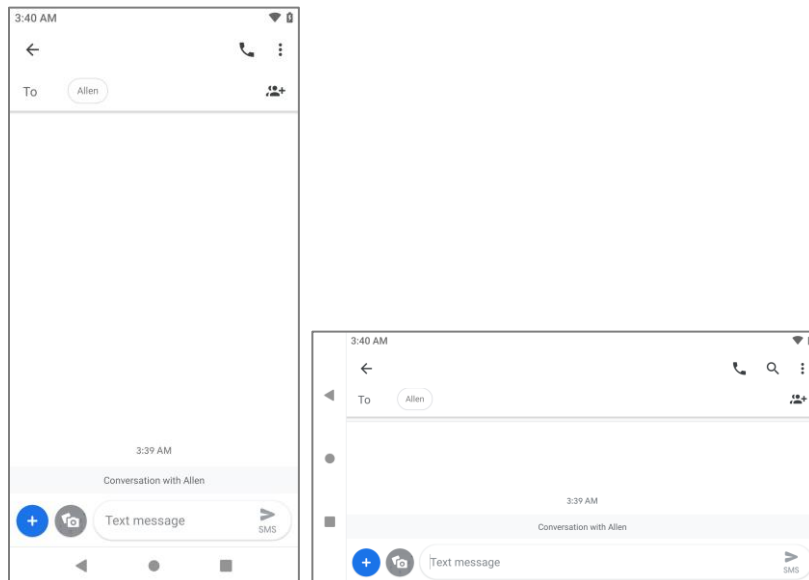 3:40 AM
To Allen
3:39 AM
Conversation with Allen
Text message
SMS
3:40 AM
To Allen
3:39 AM
Conversation with Allen
Text message
SMS